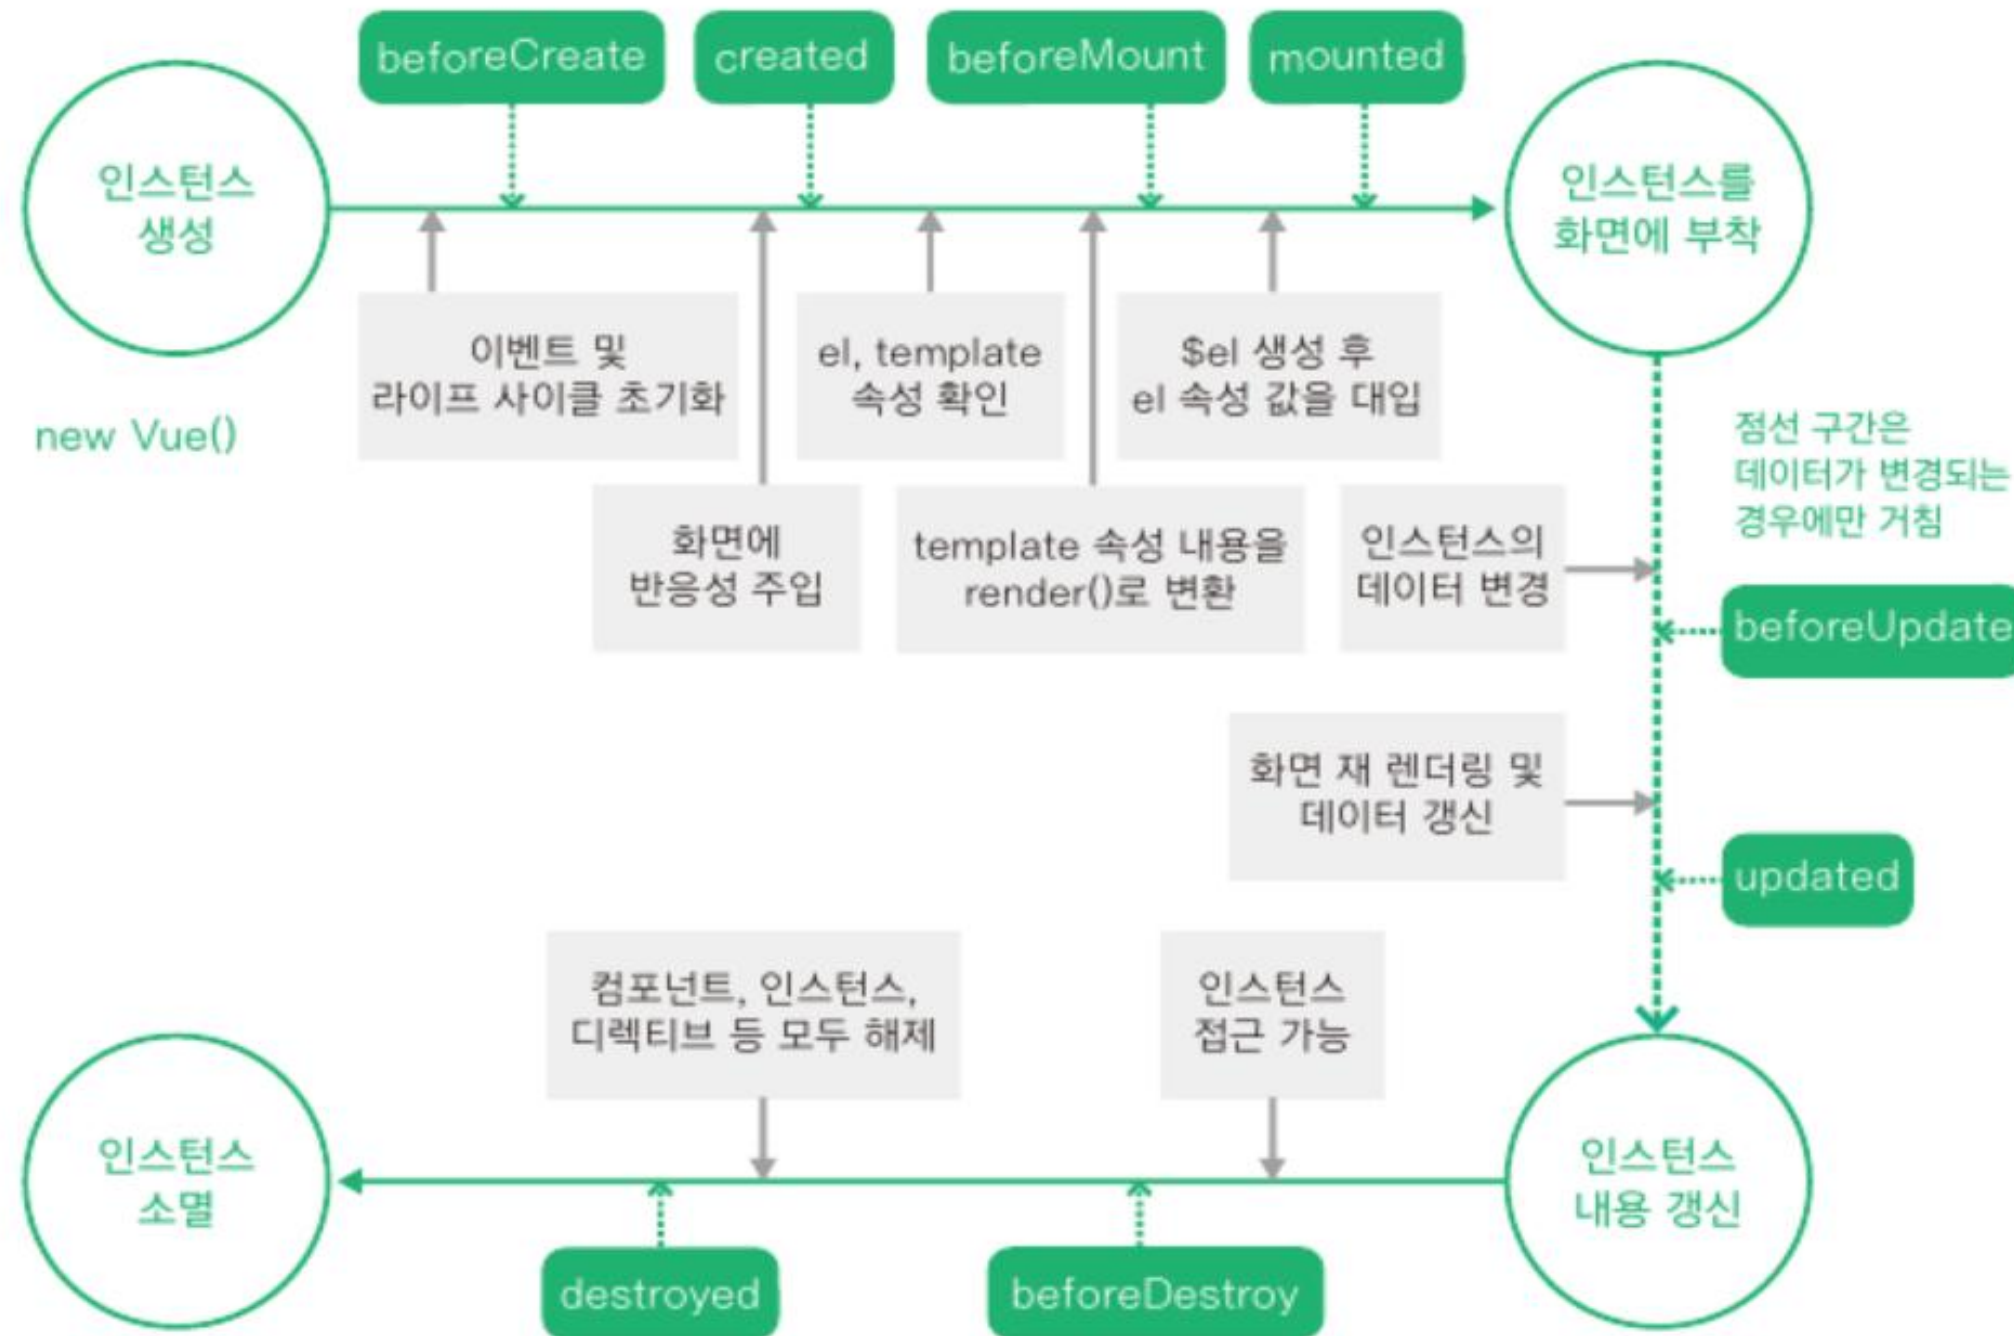 beforeCreate
created
beforeMount
mounted
인스턴스
생성
인스턴스를
화면에 부착
이벤트 및
라이프 사이클 초기화
el, template
속성 확인
$el 생성 후
el 속성 값을 대입
new Vue()
점선 구간은
데이터가 변경되는
경우에만 거침
화면에
반응성 주입
template 속성 내용을
render()로 변환
인스턴스의
데이터 변경
beforeUpdate
화면 재 렌더링 및
데이터 갱신
updated
컴포넌트, 인스턴스,
디렉티브 등 모두 해제
인스턴스
접근 가능
인스턴스
소멸
인스턴스
내용 갱신
destroyed
beforeDestroy